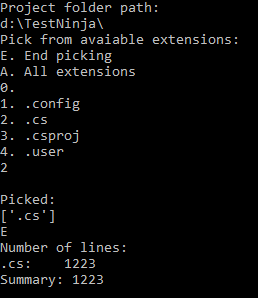 Project folder path:
d:\TestNinja\
Pick from avaiable extensions:
E. End picking
A. All extensions
0.
1. .config
2. .cs
3. .csproj
4. .user
2

Picked:
['.cs']
E
Number of lines:
.cs:    1223
Summary: 1223